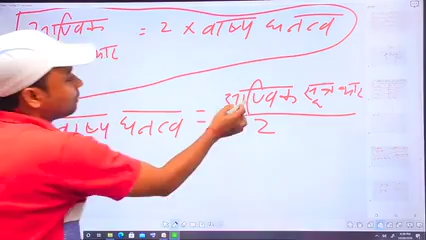 आण्विक = 2 × वाष्प घनत्व
भार
वाष्प घनत्व = आण्विक सूत्र भार
2